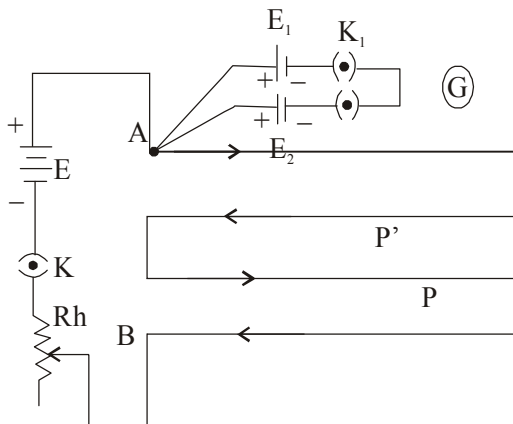 E1 K1
+ − G
+ −
A E2
+
E
−
P'
K
P
Rh
B